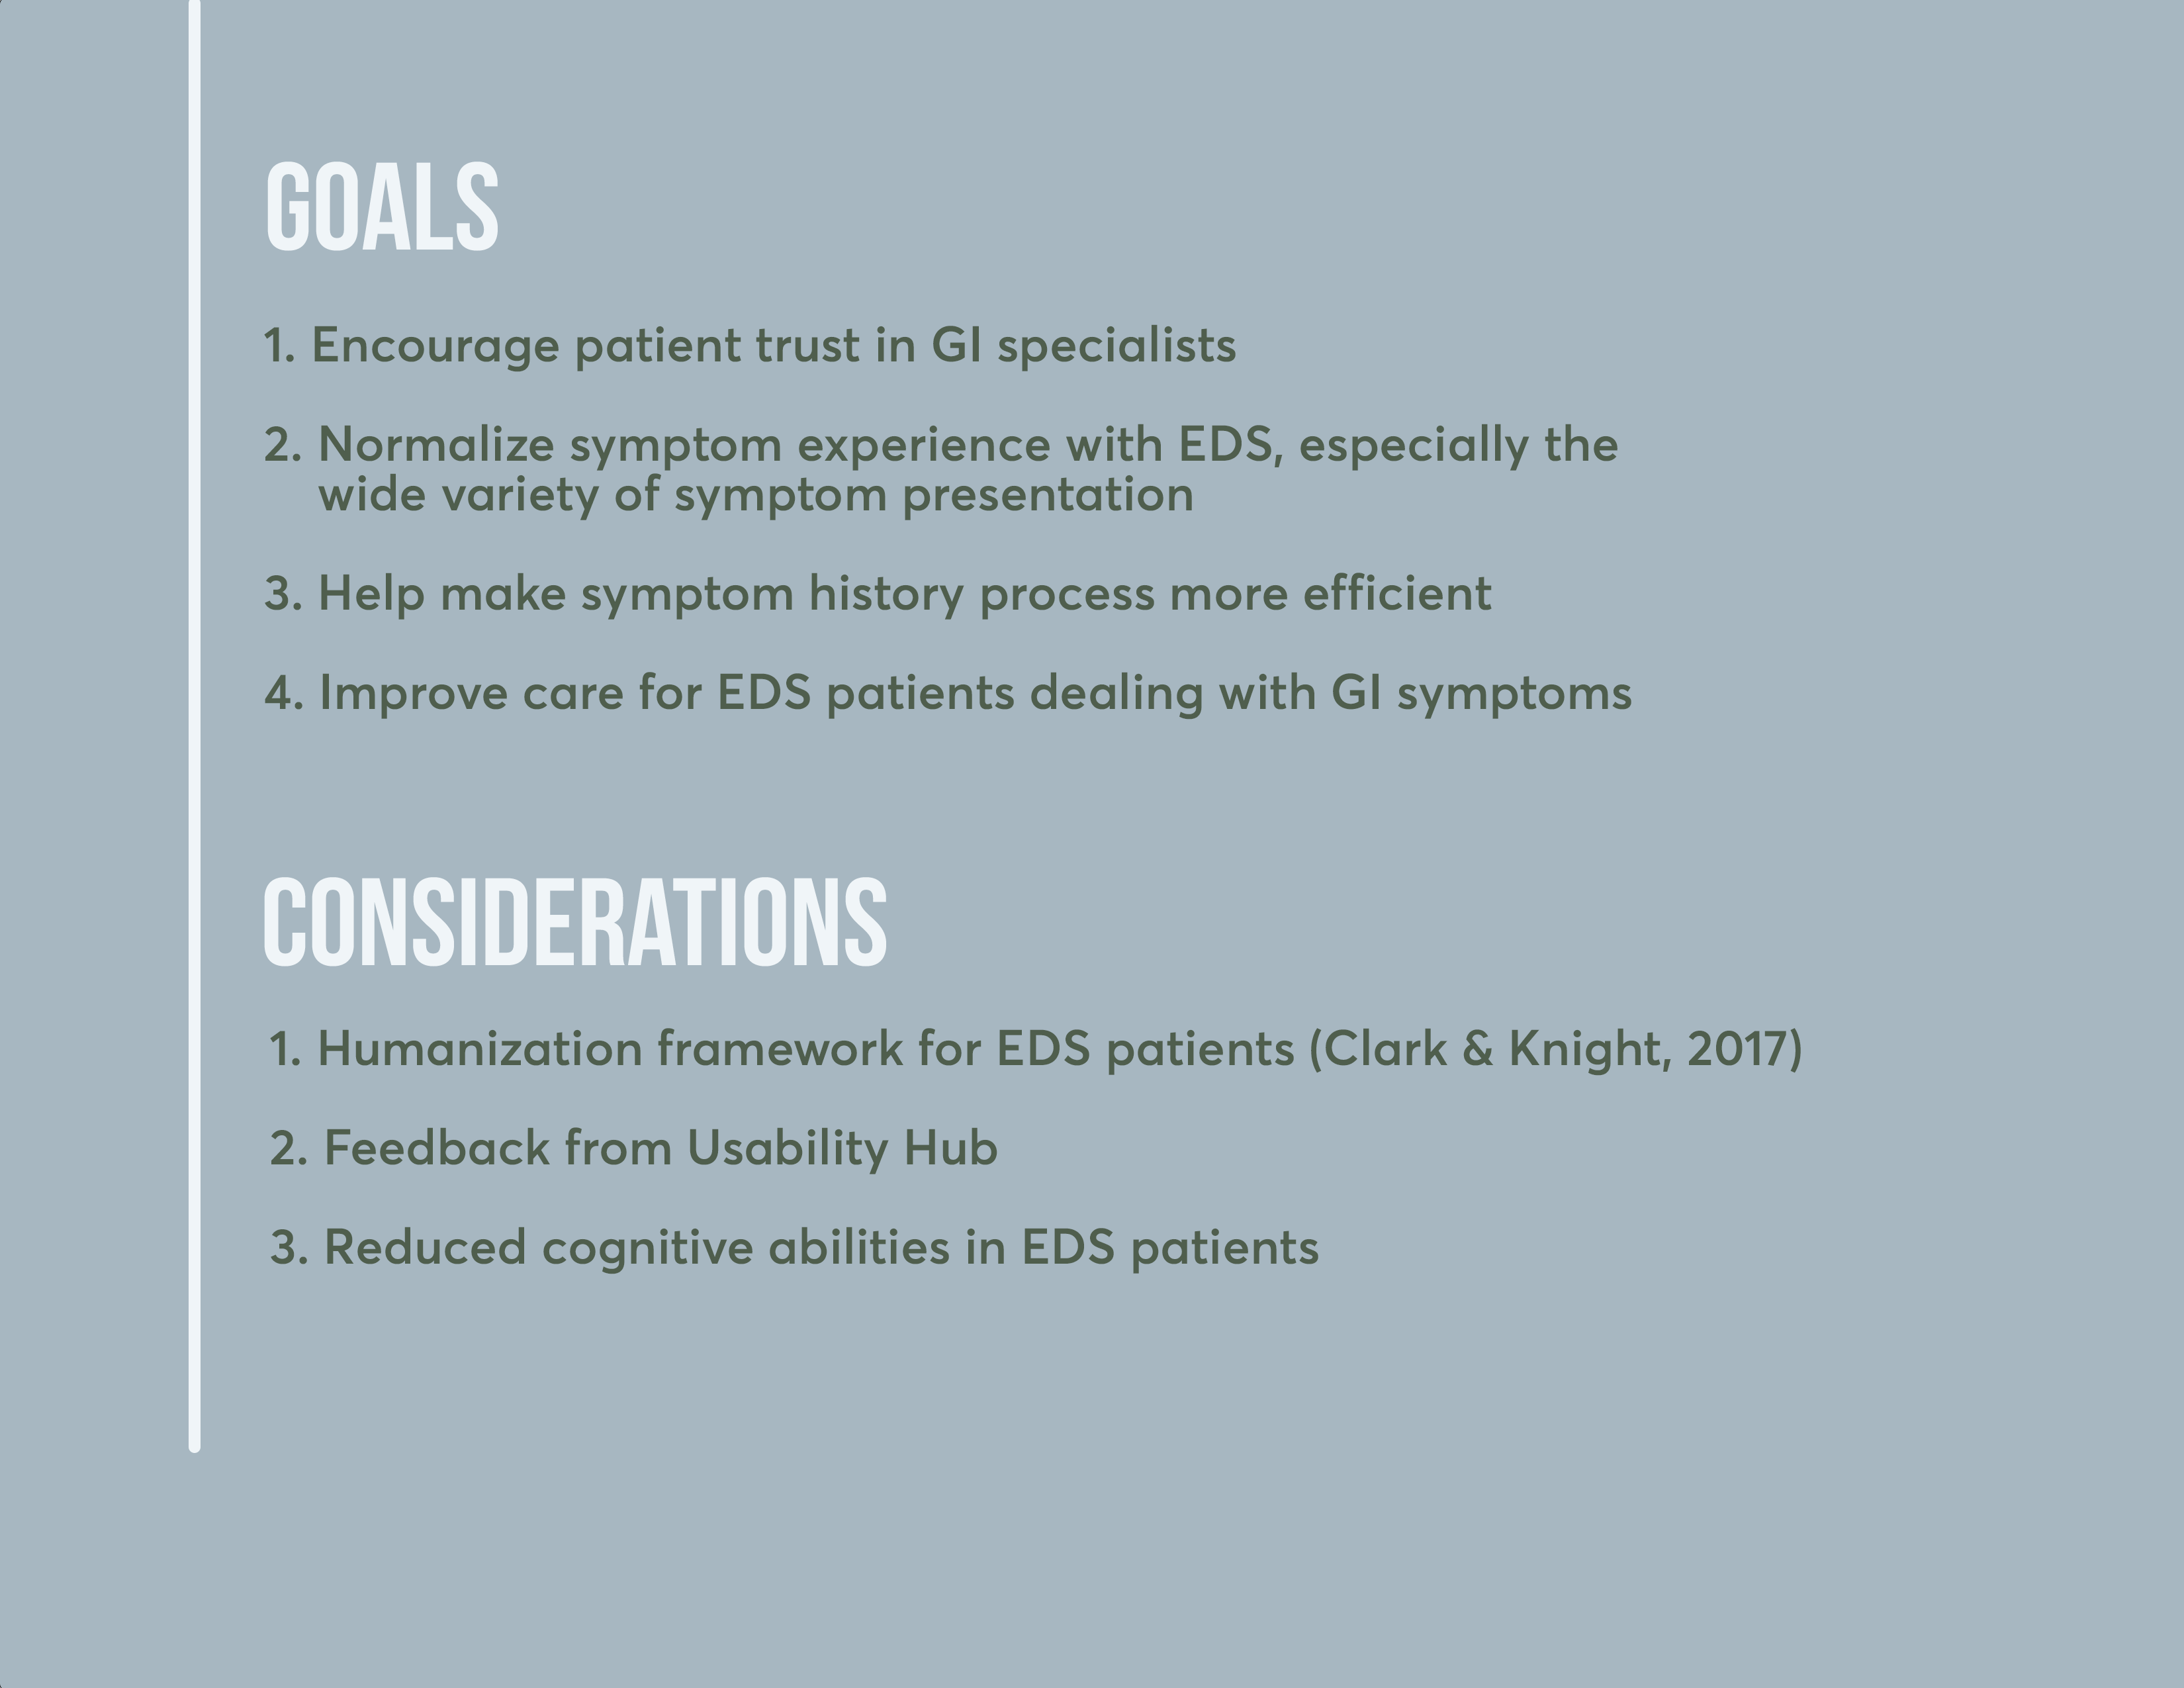 GOALS
1. Encourage patient trust in GI specialists
2. Normalize symptom experience with EDS, especially the
wide variety of symptom presentation
3. Help make symptom history process more efficient
4. Improve care for EDS patients dealing with GI symptoms
CONSIDERATIONS
1. Humanization framework for EDS patients (Clark & Knight, 2017)
2. Feedback from Usability Hub
3. Reduced cognitive abilities in EDS patients